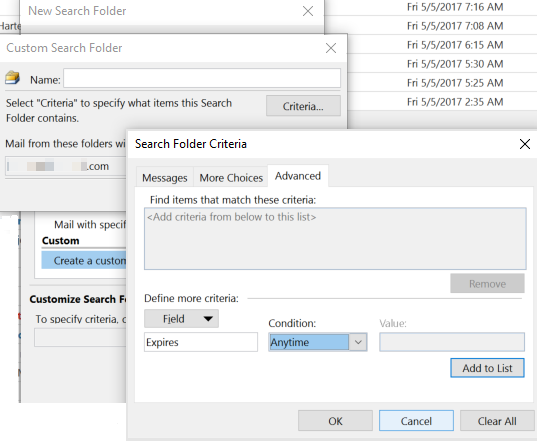 New Search Folder
Fri 5/5/2017 7:16 AM
Harte
Fri 5/5/2017 7:08 AM
Custom Search Folder
Fri 5/5/2017 6:15 AM
Fri 5/5/2017 5:30 AM
Name:
Fri 5/5/2017 5:25 AM
Fri 5/5/2017 2:35 AM
Select "Criteria" to specify what items this Search
Folder contains.
Criteria...
Mail from these folders wi
.com
Search Folder Criteria
Messages
More Choices
Advanced
Find items that match these criteria:
<Add criteria from below to this list>
Remove
Mail with specif
Custom
Create a custom
Customize Search Fo
To specify criteria, c
Define more criteria:
Field
Condition:
Value:
Expires
Anytime
Add to List
OK
Cancel
Clear All